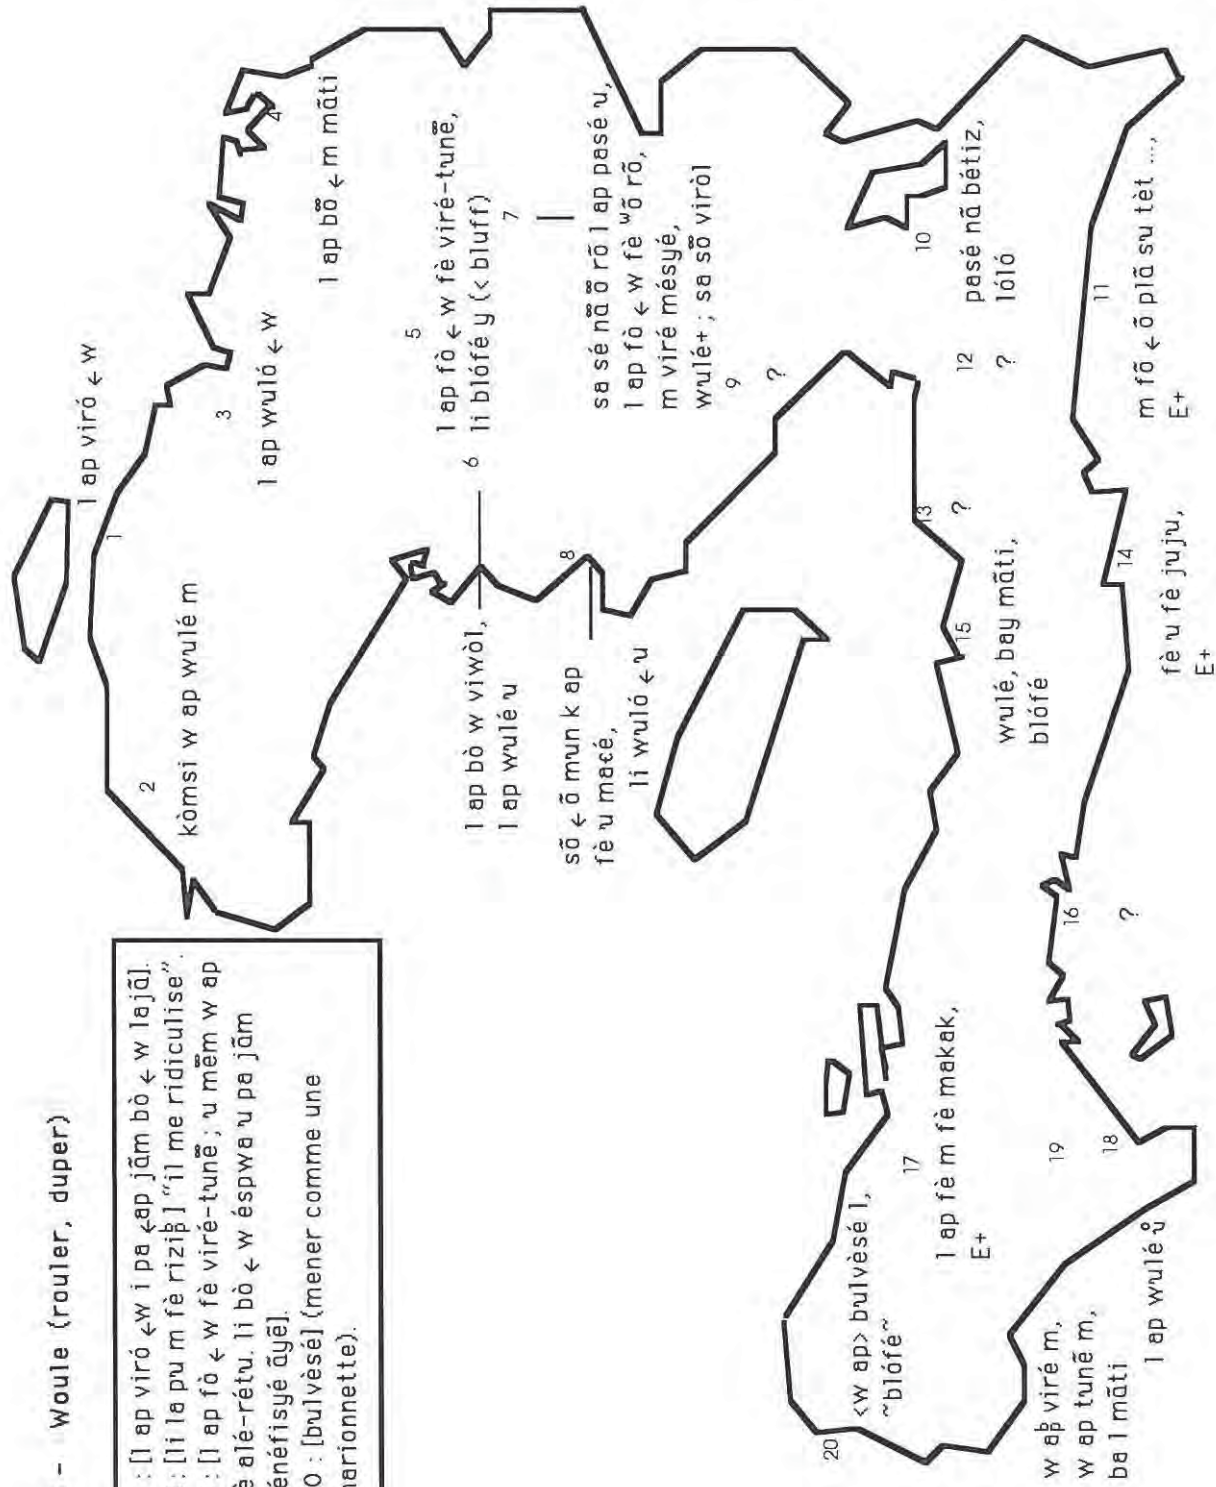 - Woule (rouler, duper)
: [l ap viró ɛ w i pa ɛ ap jãm bò ɛ w lajã].
: [li la pu m fè rizib] "il me ridiculise".
: [l ap fò ɛ w fè viré-tunẽ ; u mẽm w ap
è alé-rétu. li bò ɛ w éspwa u pa jãm
énéfisyé ãyẽ].
0 : [bulvèsé] (mener comme une
arionnette).
l ap viró ɛ w
1
2
kòmsi w ap wulé m
3
l ap wuló ɛ w
4
l ap bõ ɛ m mãti
5
l ap fò ɛ w fè viré-tunẽ,
li blófé y (< bluff)
6
l ap bò w viwòl,
l ap wulé u
7
sa sé nã õ rõ l ap pasé u,
l ap fò ɛ w fè ʷõ rõ,
m viré mésyé,
wulé+ ; sa sõ viròl
8
sõ ɛ õ mun k ap
fè u macé,
li wuló ɛ u
9
?
10
pasé nã bétiz,
lóló
11
m fõ ɛ õ plã su tèt ...,
E+
12
?
13
?
14
fè u fè juju,
E+
15
wulé, bay mãti,
blófé
16
?
17
l ap fè m fè makak,
E+
18
l ap wulé ů
19
w ap viré m,
w ap tunẽ m,
ba l mãti
20
<w ap> bulvèsé l,
~blófé~